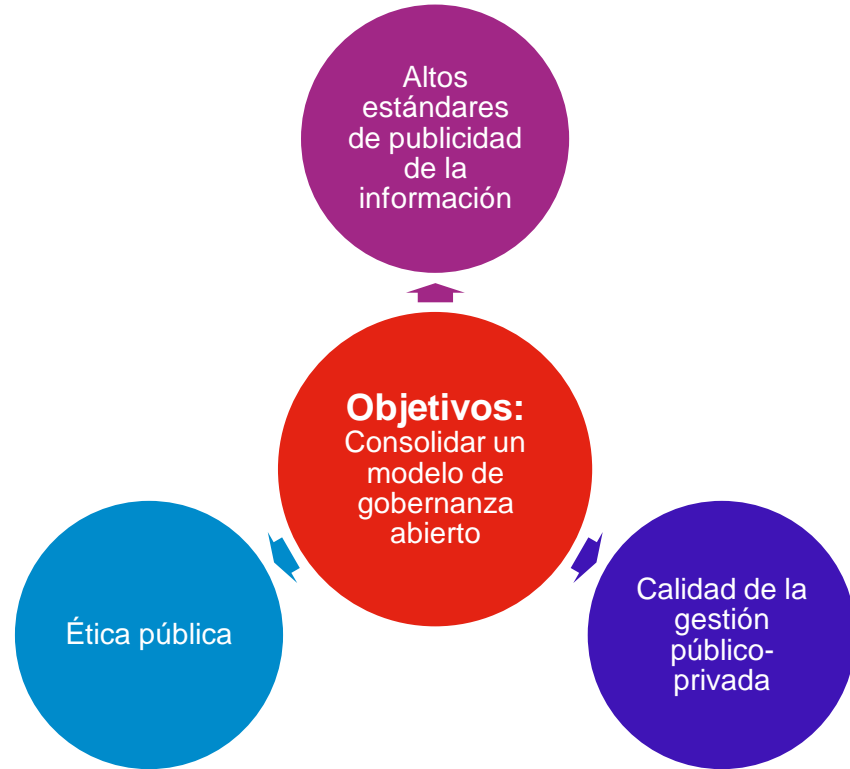 Altos
estándares
de publicidad
de la
información
Objetivos:
Consolidar un
modelo de
gobernanza
abierto
Ética pública
Calidad de la
gestión
público-
privada